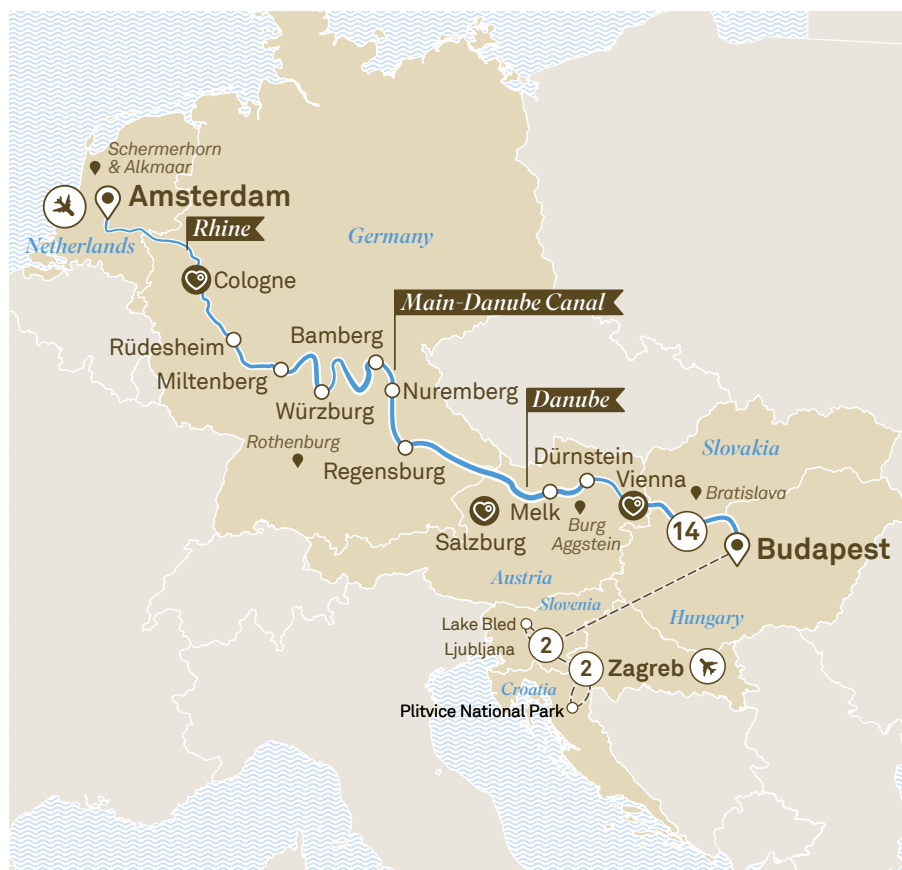 Schermerhorn
& Alkmaar
Amsterdam
Netherlands
Rhine
Germany
Cologne
Main-Danube Canal
Bamberg
Rüdesheim
Miltenberg
Nuremberg
Würzburg
Danube
Rothenburg
Regensburg
Slovakia
Dürnstein
Vienna
Bratislava
Melk
Burg
Aggstein
Salzburg
14
Budapest
Austria
Slovenia
Hungary
Lake Bled
Ljubljana
2
2
Zagreb
Croatia
Plitvice National Park